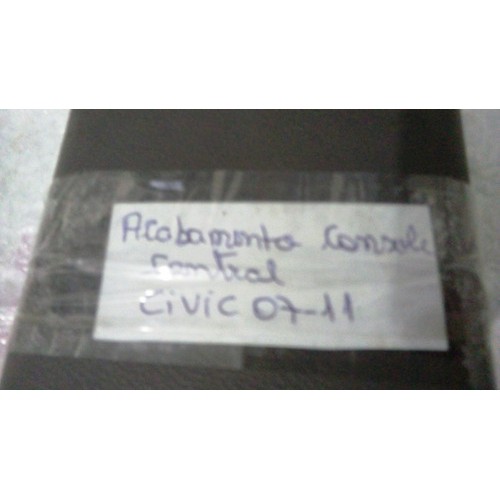 Acabamento Console
Central
CIVIC 07-11